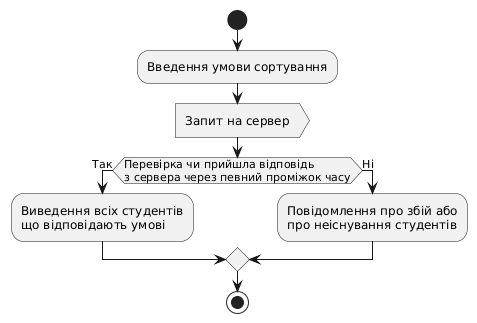 Введення умови сортування
Запит на сервер
Так
Перевірка чи прийшла відповідь
з сервера через певний проміжок часу
Ні
Виведення всіх студентів
що відповідають умові
Повідомлення про збій або
про неіснування студентів